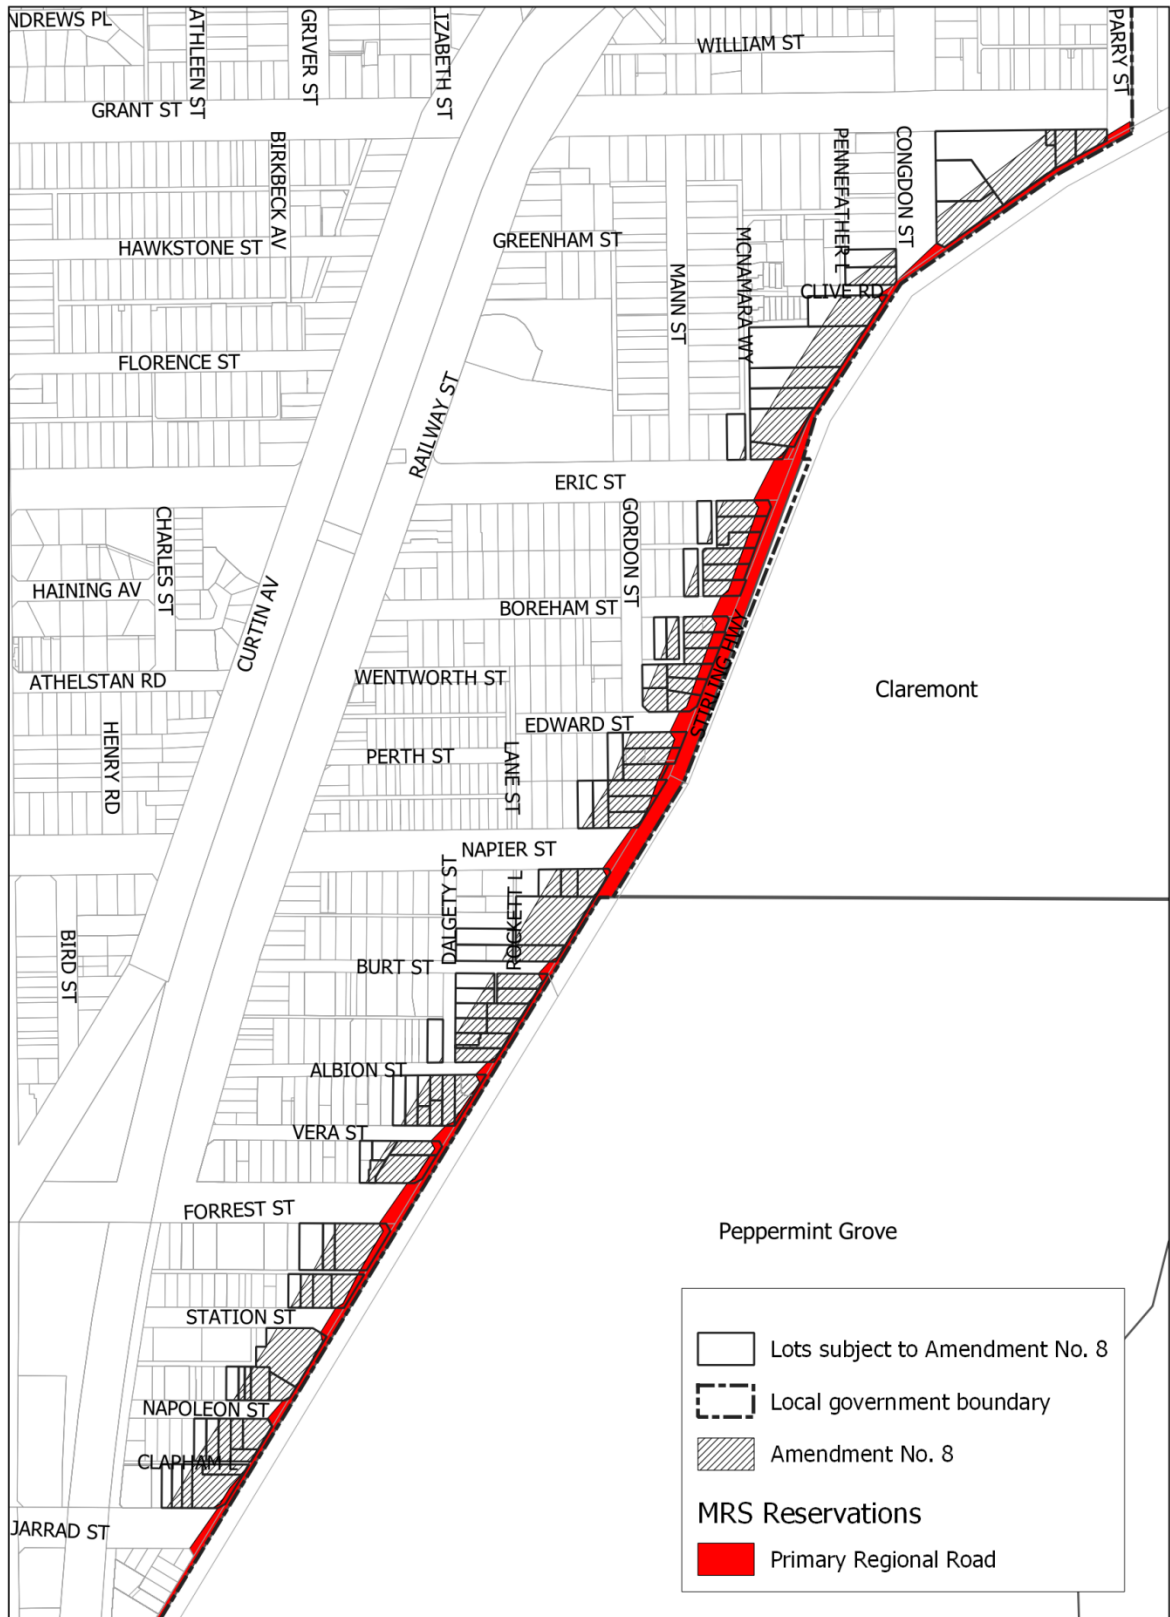 NDREWS PL
ATHLEEN ST
GRIVER ST
LIZABETH ST
WILLIAM ST
PARRY ST
GRANT ST
BIRKBECK AV
PENNEFATHER L
CONGDON ST
HAWKSTONE ST
GREENHAM ST
MANN ST
MCNAMARA WY
CLIVE RD
FLORENCE ST
RAILWAY ST
ERIC ST
CHARLES ST
GORDON ST
HAINING AV
CURTIN AV
BOREHAM ST
STIRLING HWY
ATHELSTAN RD
WENTWORTH ST
Claremont
HENRY RD
EDWARD ST
PERTH ST
LANE ST
NAPIER ST
DALGETY ST
ROCKETT L
BIRD ST
BURT ST
ALBION ST
VERA ST
FORREST ST
Peppermint Grove
STATION ST
NAPOLEON ST
CLAPHAM L
JARRAD ST
Lots subject to Amendment No. 8
Local government boundary
Amendment No. 8
MRS Reservations
Primary Regional Road